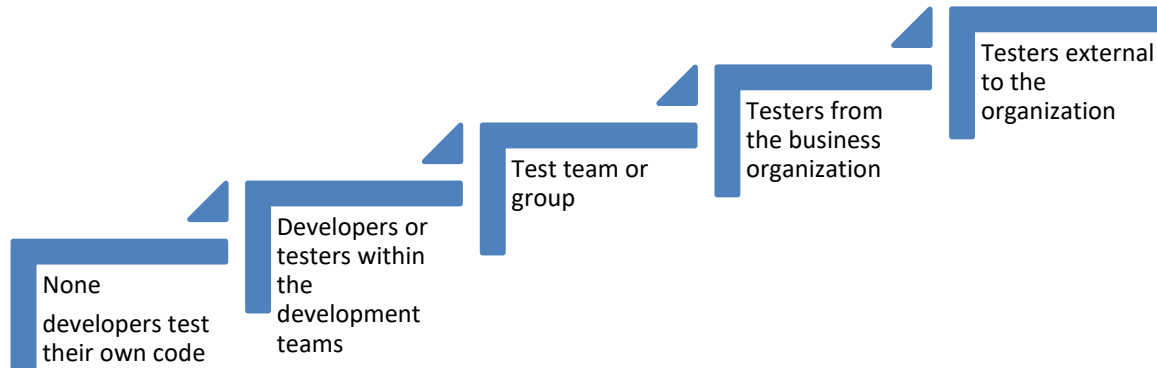 None
developers test
their own code
Developers or
testers within
the
development
teams
Test team or
group
Testers from
the business
organization
Testers external
to the
organization